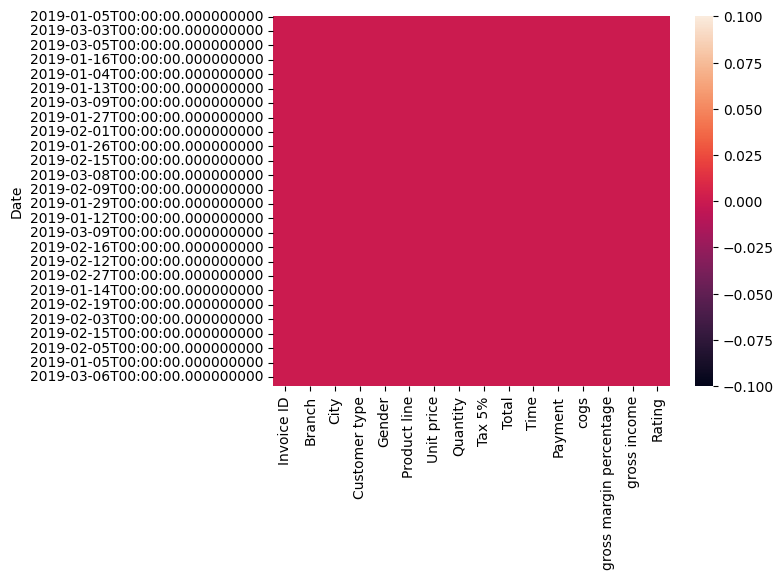 Date
2019-01-05T00:00:00.000000000
2019-03-03T00:00:00.000000000
2019-03-05T00:00:00.000000000
2019-01-16T00:00:00.000000000
2019-01-04T00:00:00.000000000
2019-01-13T00:00:00.000000000
2019-03-09T00:00:00.000000000
2019-01-27T00:00:00.000000000
2019-02-01T00:00:00.000000000
2019-01-26T00:00:00.000000000
2019-02-15T00:00:00.000000000
2019-03-08T00:00:00.000000000
2019-02-09T00:00:00.000000000
2019-01-29T00:00:00.000000000
2019-01-12T00:00:00.000000000
2019-03-09T00:00:00.000000000
2019-02-16T00:00:00.000000000
2019-02-12T00:00:00.000000000
2019-02-27T00:00:00.000000000
2019-01-14T00:00:00.000000000
2019-02-19T00:00:00.000000000
2019-02-03T00:00:00.000000000
2019-02-15T00:00:00.000000000
2019-02-05T00:00:00.000000000
2019-01-05T00:00:00.000000000
2019-03-06T00:00:00.000000000
Invoice ID
Branch
City
Customer type
Gender
Product line
Unit price
Quantity
Tax 5%
Total
Time
Payment
cogs
gross margin percentage
gross income
Rating
0.100
0.075
0.050
0.025
0.000
−0.025
−0.050
−0.075
−0.100